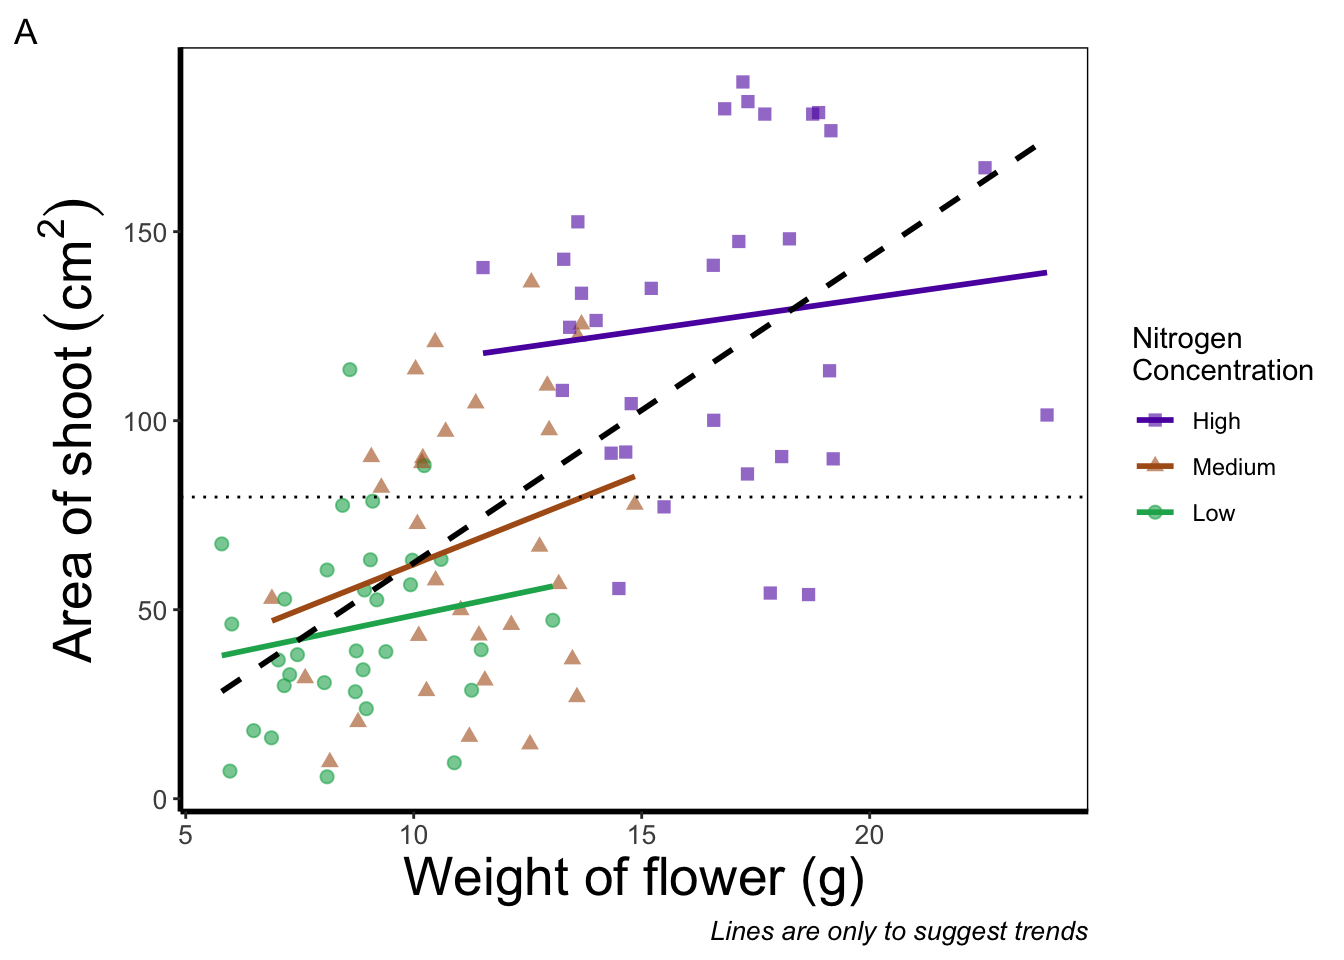 A
Area of shoot (cm²)
150
100
50
0
5 10 15 20
Weight of flower (g)
Lines are only to suggest trends
Nitrogen
Concentration
High
Medium
Low